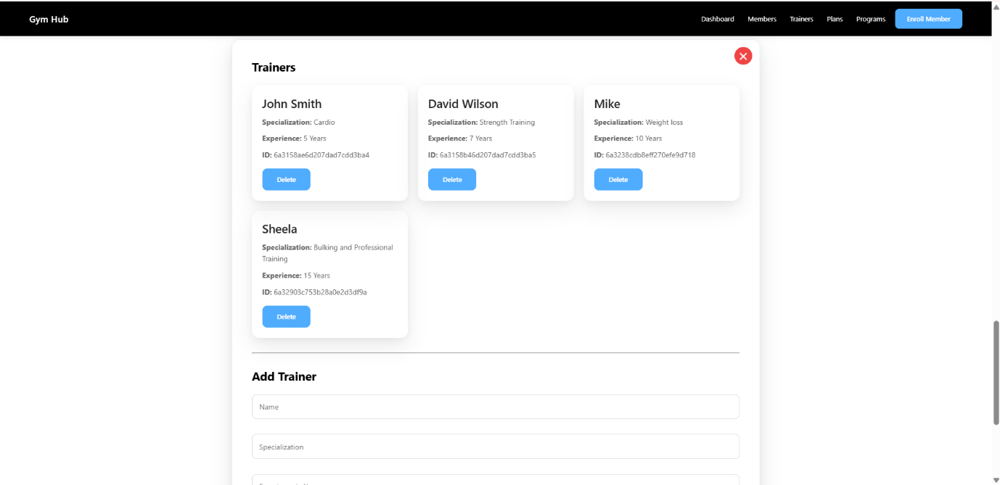 Gym Hub
Dashboard
Members
Trainers
Plans
Programs
Enroll Member
Trainers
John Smith
Specialization: Cardio
Experience: 5 Years
ID: 6a3158ae6d207dad7cdd3ba4
Delete
David Wilson
Specialization: Strength Training
Experience: 7 Years
ID: 6a3158b46d207dad7cdd3ba5
Delete
Mike
Specialization: Weight loss
Experience: 10 Years
ID: 6a3238cdb8eff270efe9d718
Delete
Sheela
Specialization: Bulking and Professional
Training
Experience: 15 Years
ID: 6a32903c753b28a0e2d3df9a
Delete
Add Trainer
Name
Specialization